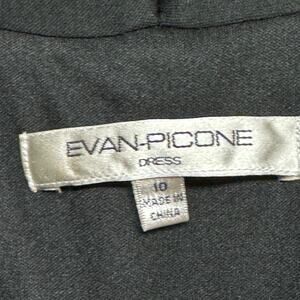 EVAN-PICONE
DRESS
10
MADE IN
CHINA